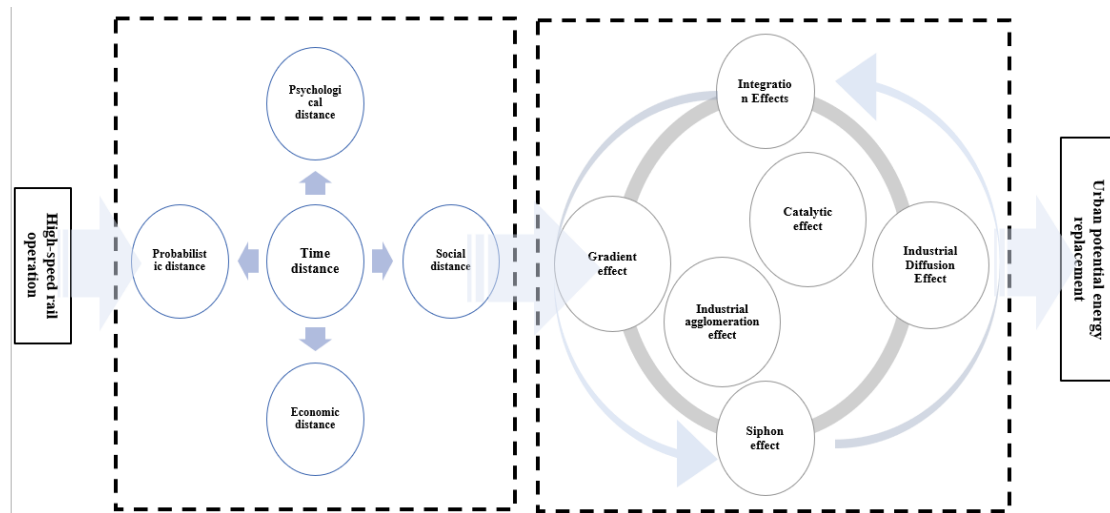 High-speed rail
operation
Psychologi
cal
distance
Probabilist
ic distance
Time
distance
Social
distance
Economic
distance
Integratio
n Effects
Catalytic
effect
Gradient
effect
Industrial
agglomeration
effect
Industrial
Diffusion
Effect
Siphon
effect
Urban potential energy
replacement